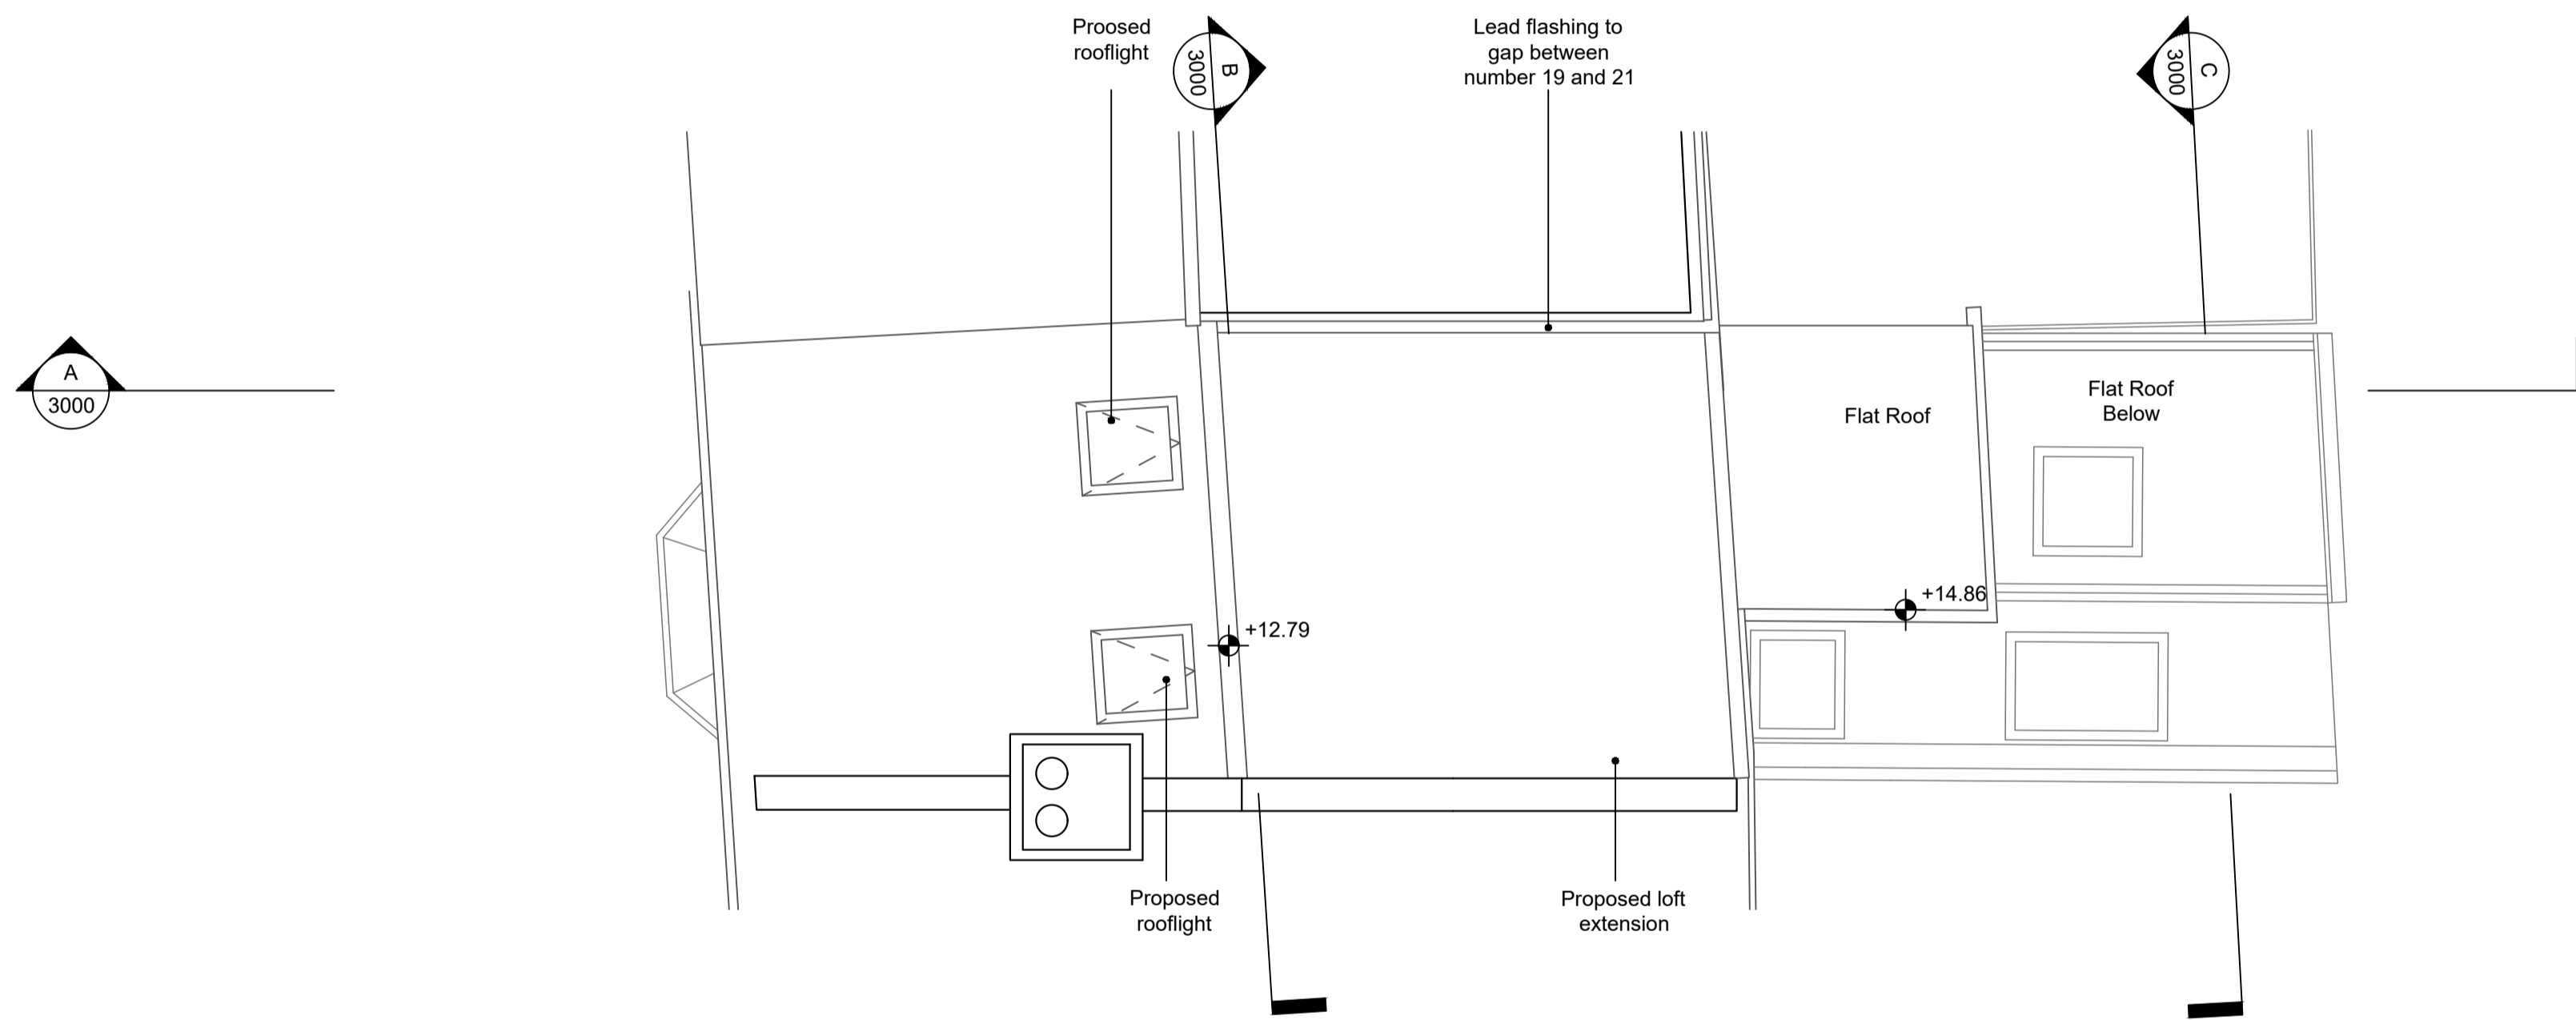 Proosed
rooflight
B
3000
Lead flashing to
gap between
number 19 and 21
C
3000
A
3000
Flat Roof
Flat Roof
Below
+14.86
+12.79
Proposed
rooflight
Proposed loft
extension